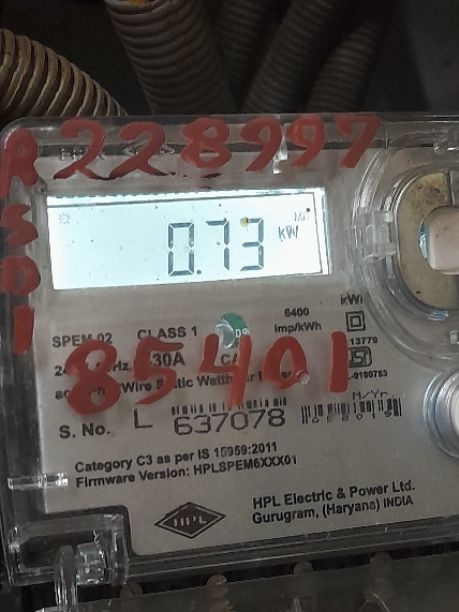 228997
RSDI
0.73 kW
6400
imp/kWh
SPEM 02 CLASS 1
85401
30A
S. No. L 637078
Category C3 as per IS 15959:2011
Firmware Version: HPLSPEM6XXX01
HPL
HPL Electric & Power Ltd.
Gurugram, (Haryana) INDIA